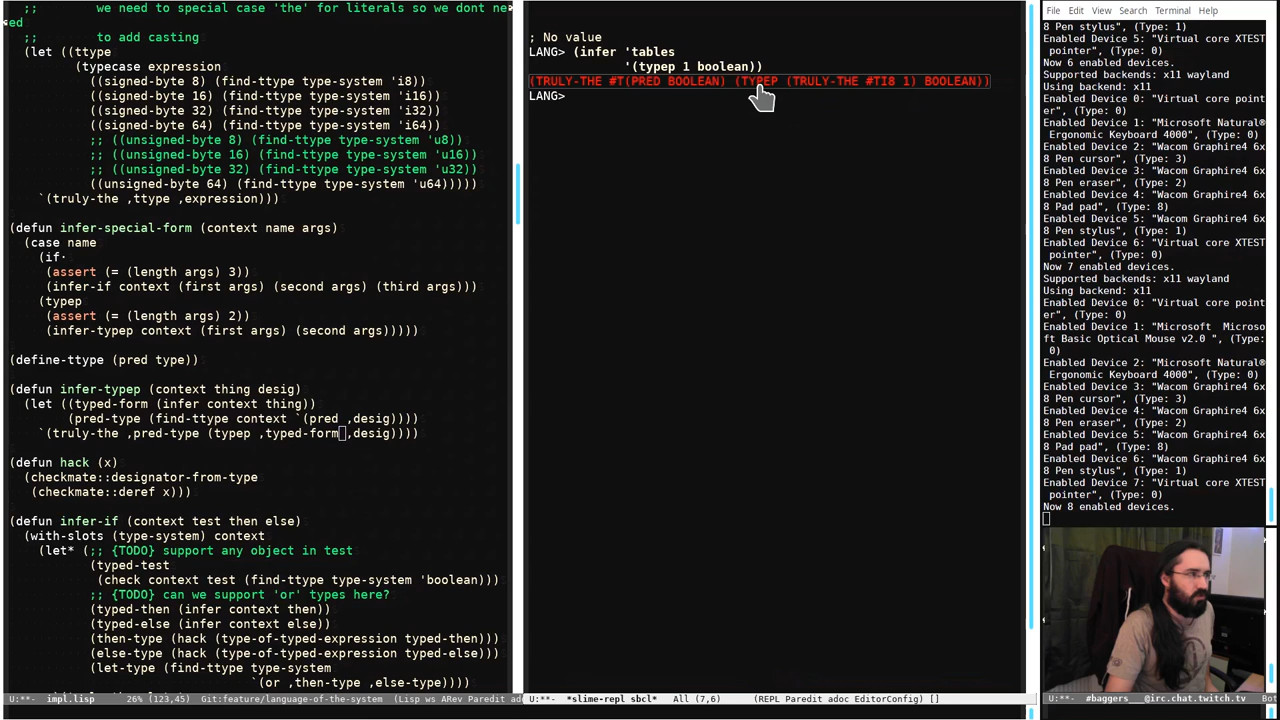 ;;       we need to special case 'the' for literals so we dont ne
ed
;;       to add casting
(let ((ttype
(typecase expression
((signed-byte 8) (find-ttype type-system 'i8))
((signed-byte 16) (find-ttype type-system 'i16))
((signed-byte 32) (find-ttype type-system 'i32))
((signed-byte 64) (find-ttype type-system 'i64))
;; ((unsigned-byte 8) (find-ttype type-system 'u8))
;; ((unsigned-byte 16) (find-ttype type-system 'u16))
;; ((unsigned-byte 32) (find-ttype type-system 'u32))
((unsigned-byte 64) (find-ttype type-system 'u64)))))
`(truly-the ,ttype ,expression)))
(defun infer-special-form (context name args)
(case name
(if
(assert (= (length args) 3))
(infer-if context (first args) (second args) (third args)))
(typep
(assert (= (length args) 2))
(infer-typep context (first args) (second args)))))
(define-ttype (pred type))
(defun infer-typep (context thing desig)
(let ((typed-form (infer context thing))
(pred-type (find-ttype context `(pred ,desig))))
`(truly-the ,pred-type (typep ,typed-form ,desig))))
(defun hack (x)
(checkmate::designator-from-type
(checkmate::deref x)))
(defun infer-if (context test then else)
(with-slots (type-system) context
(let* (;; {TODO} support any object in test
(typed-test
(check context test (find-ttype type-system 'boolean)))
;; {TODO} can we support 'or' types here?
(typed-then (infer context then))
(typed-else (infer context else))
(then-type (hack (type-of-typed-expression typed-then)))
(else-type (hack (type-of-typed-expression typed-else)))
(let-type (find-ttype type-system
`(or ,then-type ,else-type))))
U:**-  impl.lisp      26% (123,45)    Git:feature/language-of-the-system  (Lisp ws ARev Paredit ad
; No value
LANG> (infer 'tables
'(typep 1 boolean))
(TRULY-THE #T(PRED BOOLEAN) (TYPEP (TRULY-THE #TI8 1) BOOLEAN))
LANG>
U:**-  *slime-repl sbcl*   All (7,6)      (REPL Paredit adoc EditorConfig) []
File Edit View Search Terminal Help
8 Pen stylus", (Type: 1)
Enabled Device 5: "Virtual core XTEST
pointer", (Type: 0)
Now 6 enabled devices.
Supported backends: x11 wayland
Using backend: x11
Enabled Device 0: "Virtual core point
er", (Type: 0)
Enabled Device 1: "Microsoft Natural®
Ergonomic Keyboard 4000", (Type: 0)
Enabled Device 2: "Wacom Graphire4 6x
8 Pen cursor", (Type: 3)
Enabled Device 3: "Wacom Graphire4 6x
8 Pen eraser", (Type: 2)
Enabled Device 4: "Wacom Graphire4 6x
8 Pad pad", (Type: 8)
Enabled Device 5: "Wacom Graphire4 6x
8 Pen stylus", (Type: 1)
Enabled Device 6: "Virtual core XTEST
pointer", (Type: 0)
Now 7 enabled devices.
Supported backends: x11 wayland
Using backend: x11
Enabled Device 0: "Virtual core point
er", (Type: 0)
Enabled Device 1: "Microsoft  Microso
ft Basic Optical Mouse v2.0 ", (Type:
0)
Enabled Device 2: "Microsoft Natural®
Ergonomic Keyboard 4000", (Type: 0)
Enabled Device 3: "Wacom Graphire4 6x
8 Pen cursor", (Type: 3)
Enabled Device 4: "Wacom Graphire4 6x
8 Pen eraser", (Type: 2)
Enabled Device 5: "Wacom Graphire4 6x
8 Pad pad", (Type: 8)
Enabled Device 6: "Wacom Graphire4 6x
8 Pen stylus", (Type: 1)
Enabled Device 7: "Virtual core XTEST
pointer", (Type: 0)
Now 8 enabled devices.
U:**-  #baggers__@irc.chat.twitch.tv   Bot